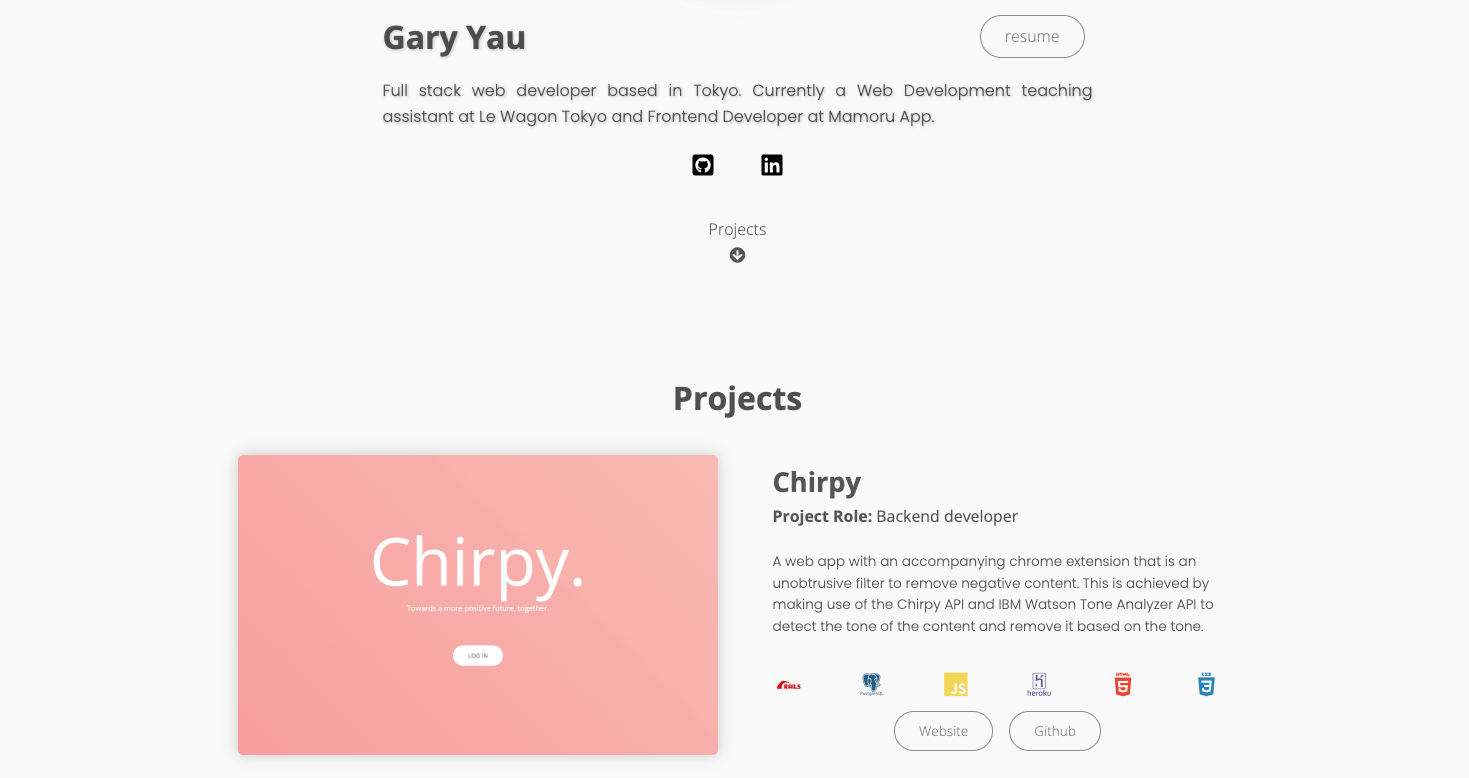 Gary Yau
resume
Full stack web developer based in Tokyo. Currently a Web Development teaching
assistant at Le Wagon Tokyo and Frontend Developer at Mamoru App.
in
Projects
Projects
Chirpy.
Towards a more positive future, together.
LOG IN
Chirpy
Project Role: Backend developer
A web app with an accompanying chrome extension that is an
unobtrusive filter to remove negative content. This is achieved by
making use of the Chirpy API and IBM Watson Tone Analyzer API to
detect the tone of the content and remove it based on the tone.
RAILS
PostgreSQL
JS
heroku
HTML
5
CSS
3
Website
Github